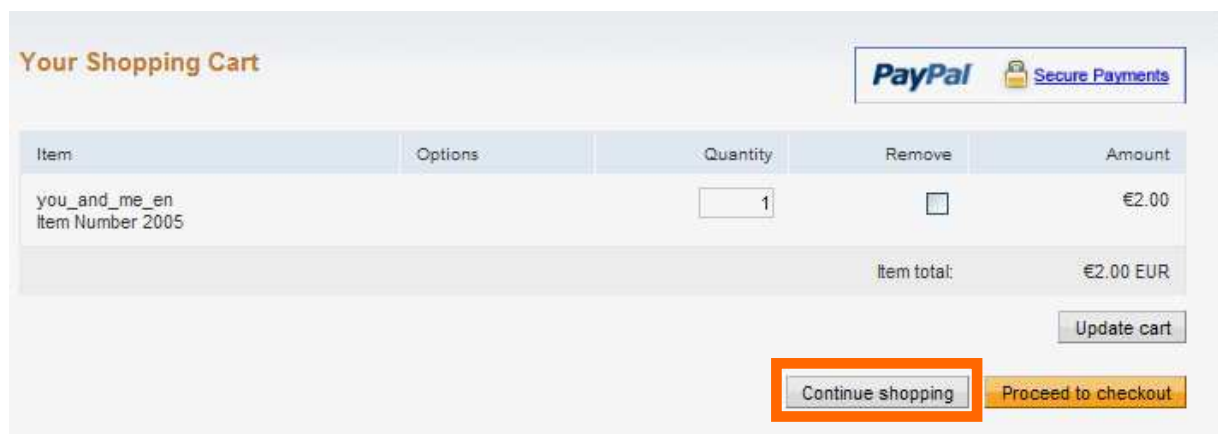 Your Shopping Cart
PayPal Secure Payments
Item Options Quantity Remove Amount
you_and_me_en 1 €2.00
Item Number 2005
Item total: €2.00 EUR
Update cart
Continue shopping Proceed to checkout